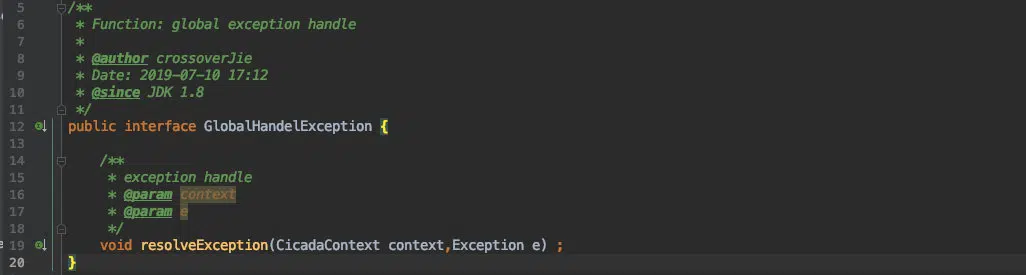 5 /**
6  * Function: global exception handle
7  *
8  * @author crossoverJie
9  * Date: 2019-07-10 17:12
10  * @since JDK 1.8
11  */
12 public interface GlobalHandelException {
13
14     /**
15      * exception handle
16      * @param context
17      * @param e
18      */
19     void resolveException(CicadaContext context,Exception e) ;
20 }